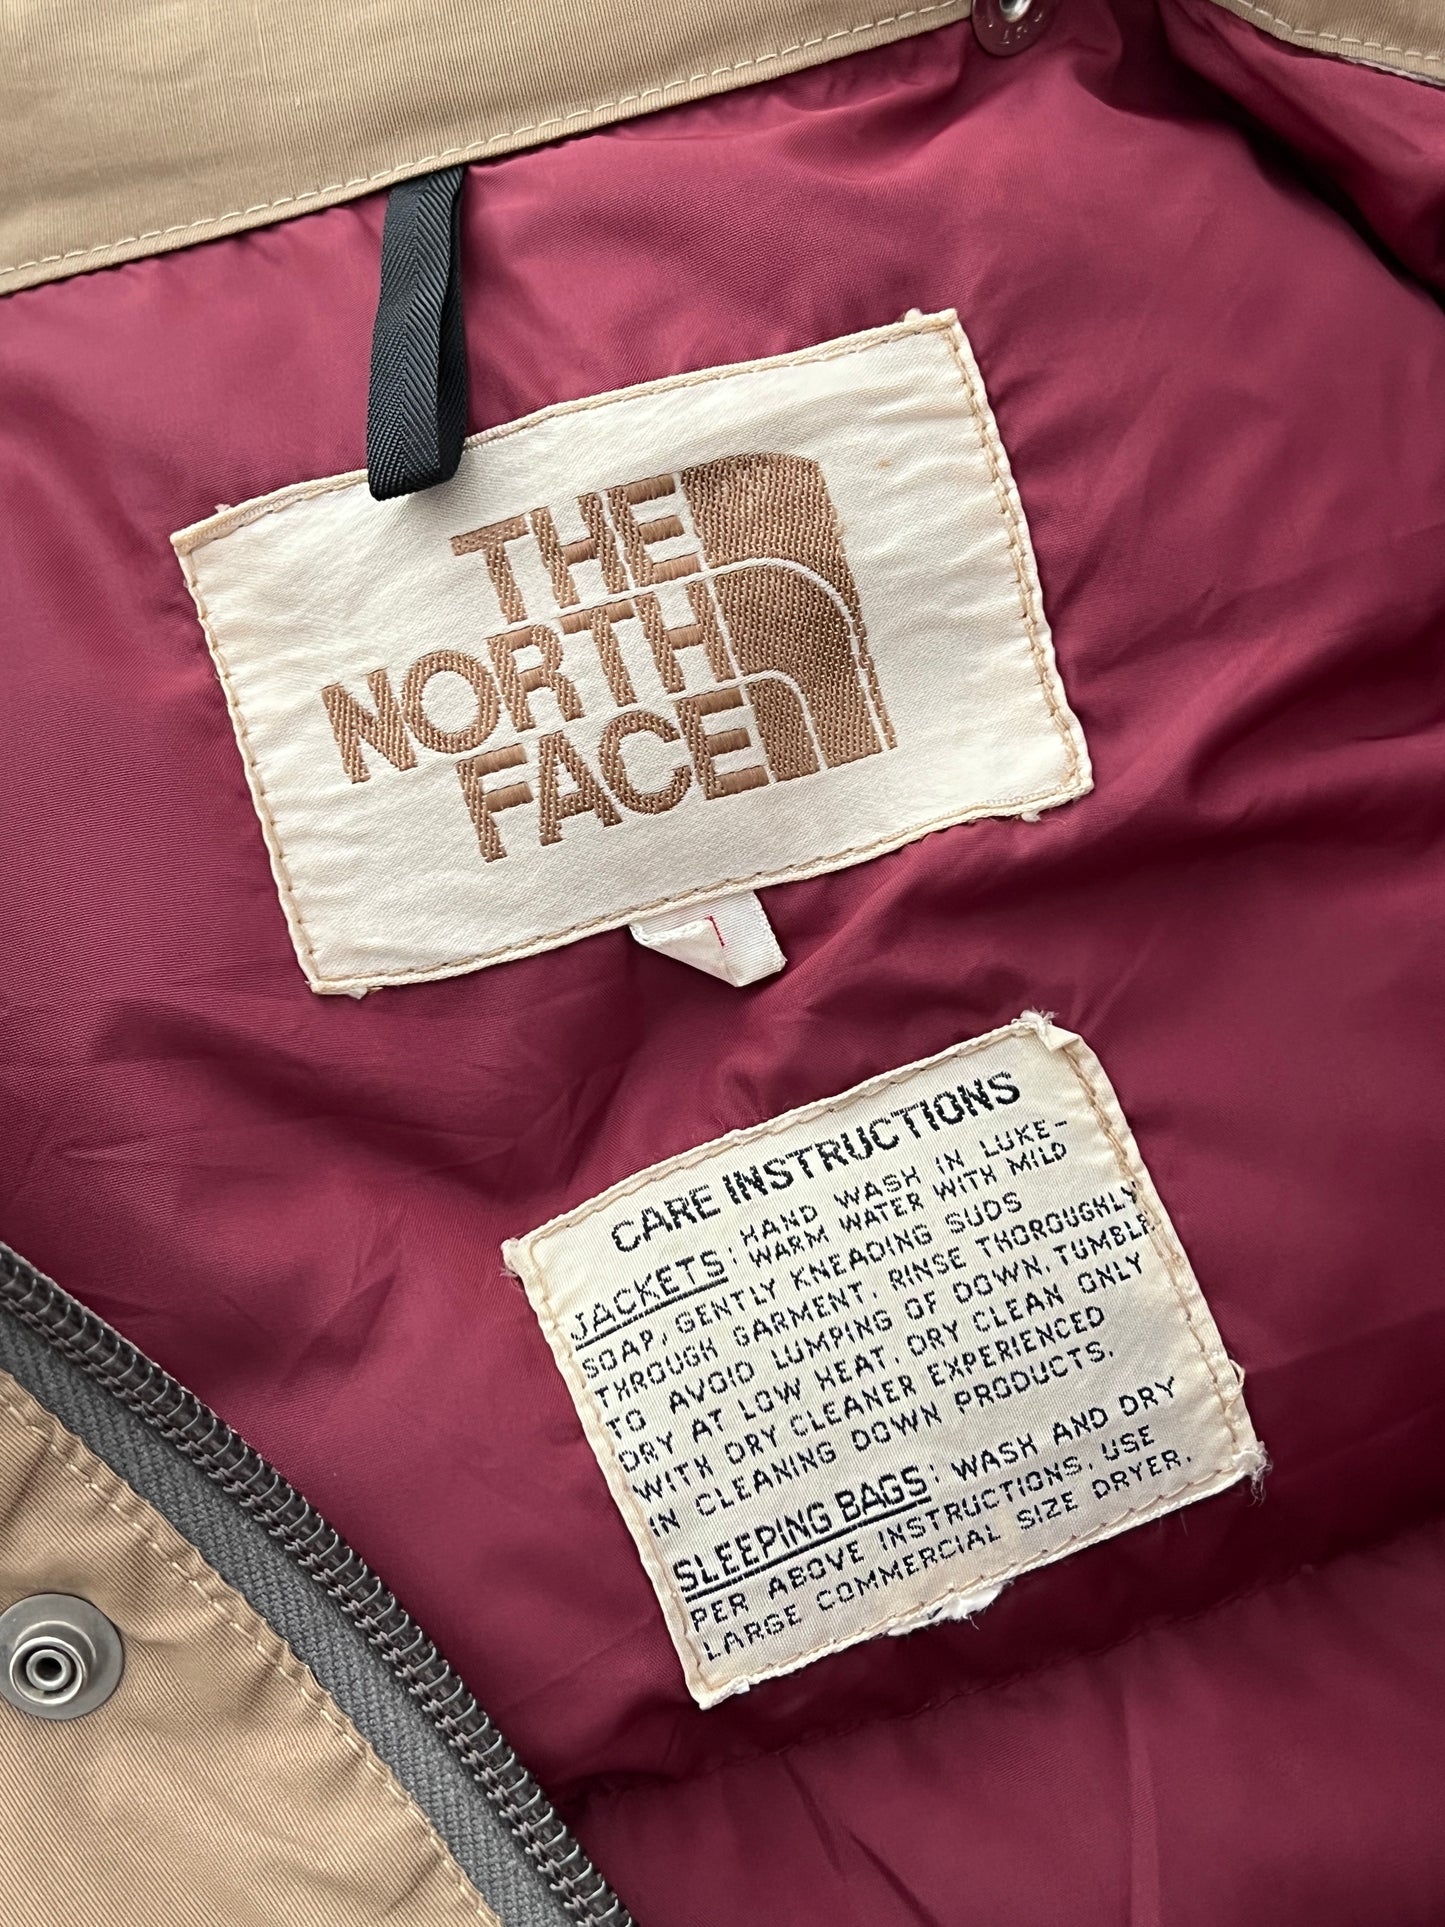 THE
NORTH
FACE
CARE INSTRUCTIONS
JACKETS: HAND WASH IN LUKE-
WARM WATER WITH MILD
SOAP, GENTLY KNEADING SUDS
THROUGH GARMENT. RINSE THOROUGHLY
TO AVOID LUMPING OF DOWN. TUMBLE
DRY AT LOW HEAT. DRY CLEAN ONLY
WITH DRY CLEANER EXPERIENCED
IN CLEANING DOWN PRODUCTS.
SLEEPING BAGS: WASH AND DRY
PER ABOVE INSTRUCTIONS. USE
LARGE COMMERCIAL SIZE DRYER.